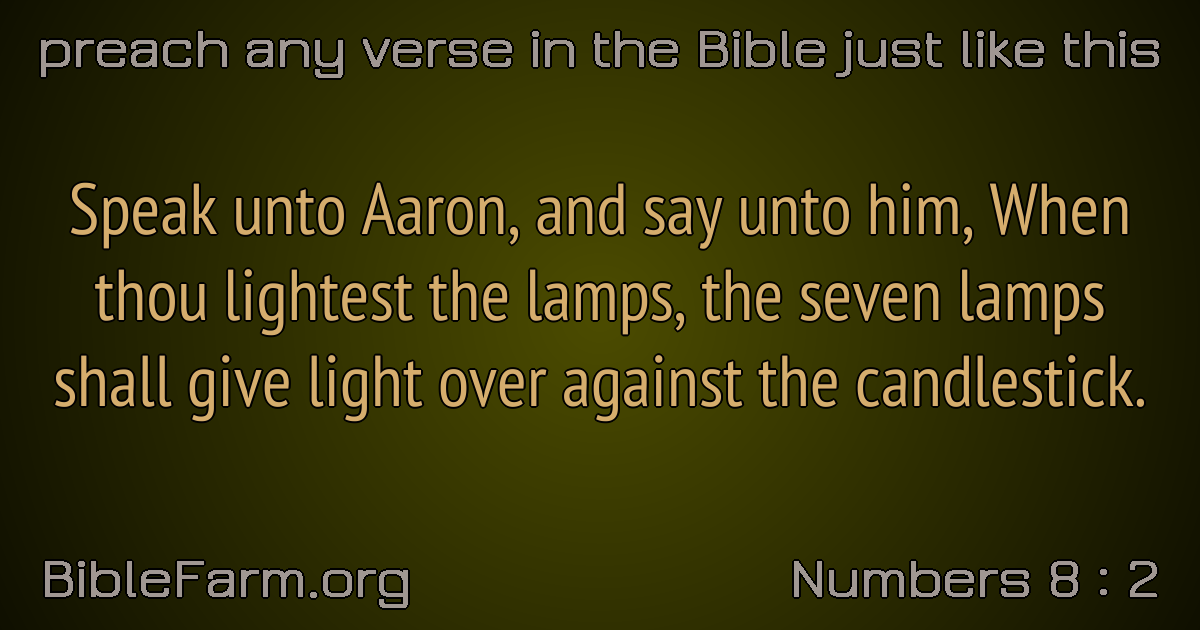 preach any verse in the Bible just like this
Speak unto Aaron, and say unto him, When
thou lightest the lamps, the seven lamps
shall give light over against the candlestick.
BibleFarm.org
Numbers 8 : 2